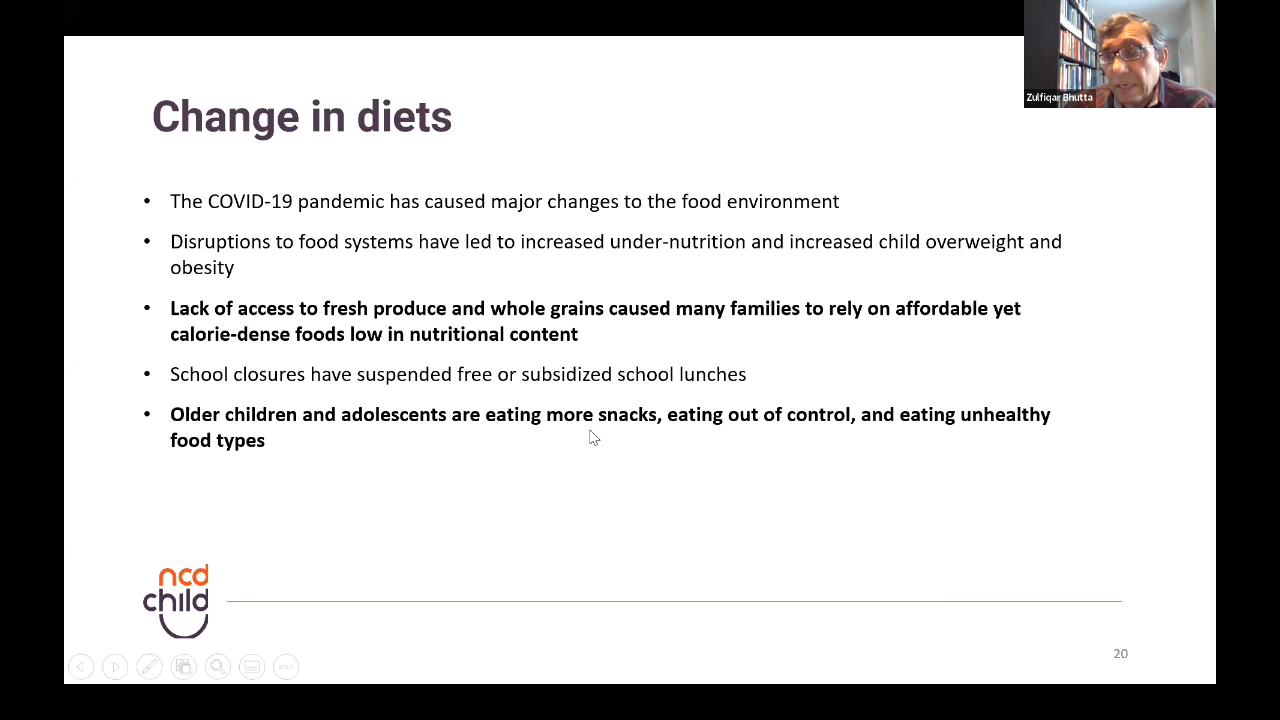 Zulfiqar Bhutta
Change in diets
• The COVID-19 pandemic has caused major changes to the food environment
• Disruptions to food systems have led to increased under-nutrition and increased child overweight and
obesity
• Lack of access to fresh produce and whole grains caused many families to rely on affordable yet
calorie-dense foods low in nutritional content
• School closures have suspended free or subsidized school lunches
• Older children and adolescents are eating more snacks, eating out of control, and eating unhealthy
food types
ncd
child
20